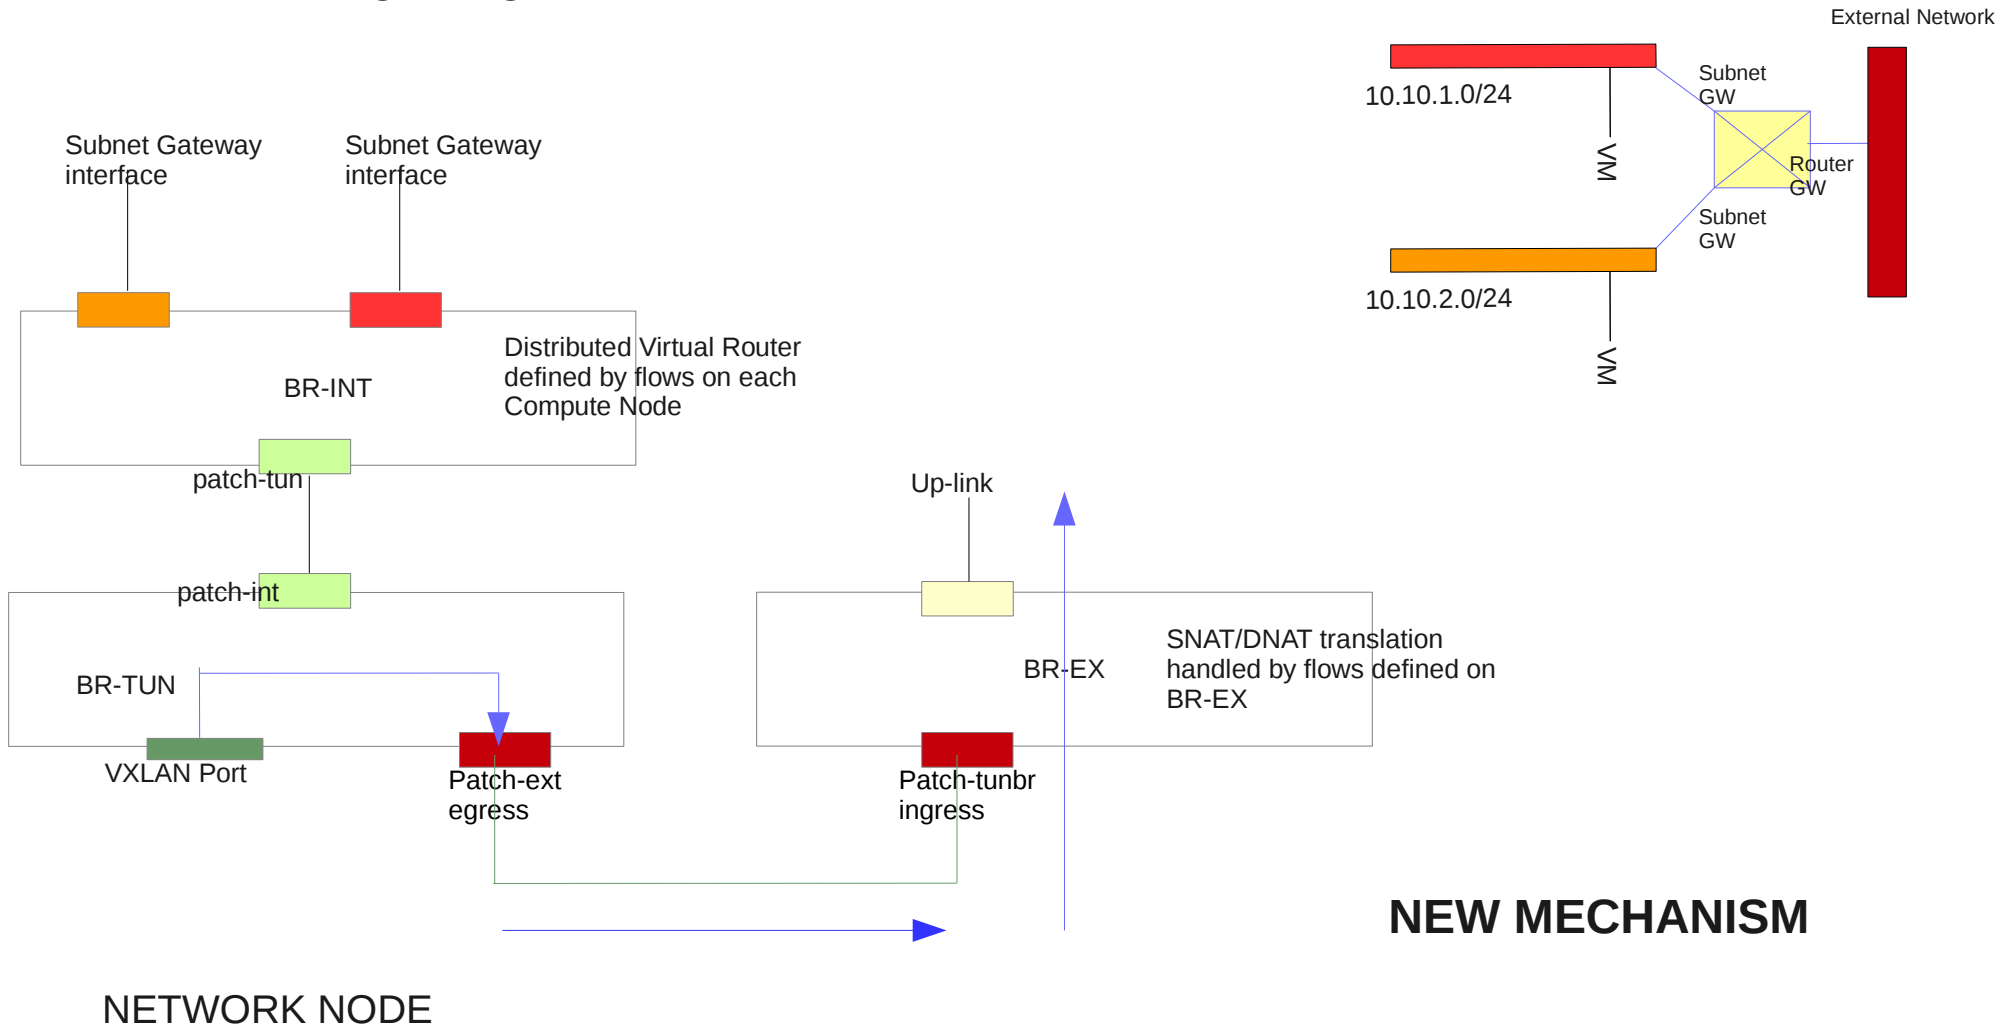 External Network
Subnet
GW
10.10.1.0/24
VM
Router
GW
Subnet
GW
10.10.2.0/24
VM
Subnet Gateway
interface
Subnet Gateway
interface
BR-INT
Distributed Virtual Router
defined by flows on each
Compute Node
patch-tun
patch-int
BR-TUN
VXLAN Port
Patch-ext
egress
Up-link
BR-EX
SNAT/DNAT translation
handled by flows defined on
BR-EX
Patch-tunbr
ingress
NEW MECHANISM
NETWORK NODE